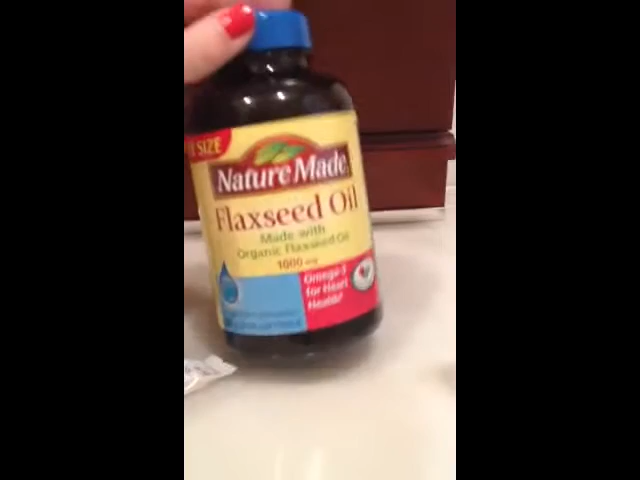 SIZE
Nature Made
Flaxseed Oil
Made with
Organic Flaxseed Oil
1000 mg
Omega-3
for Heart
Health†